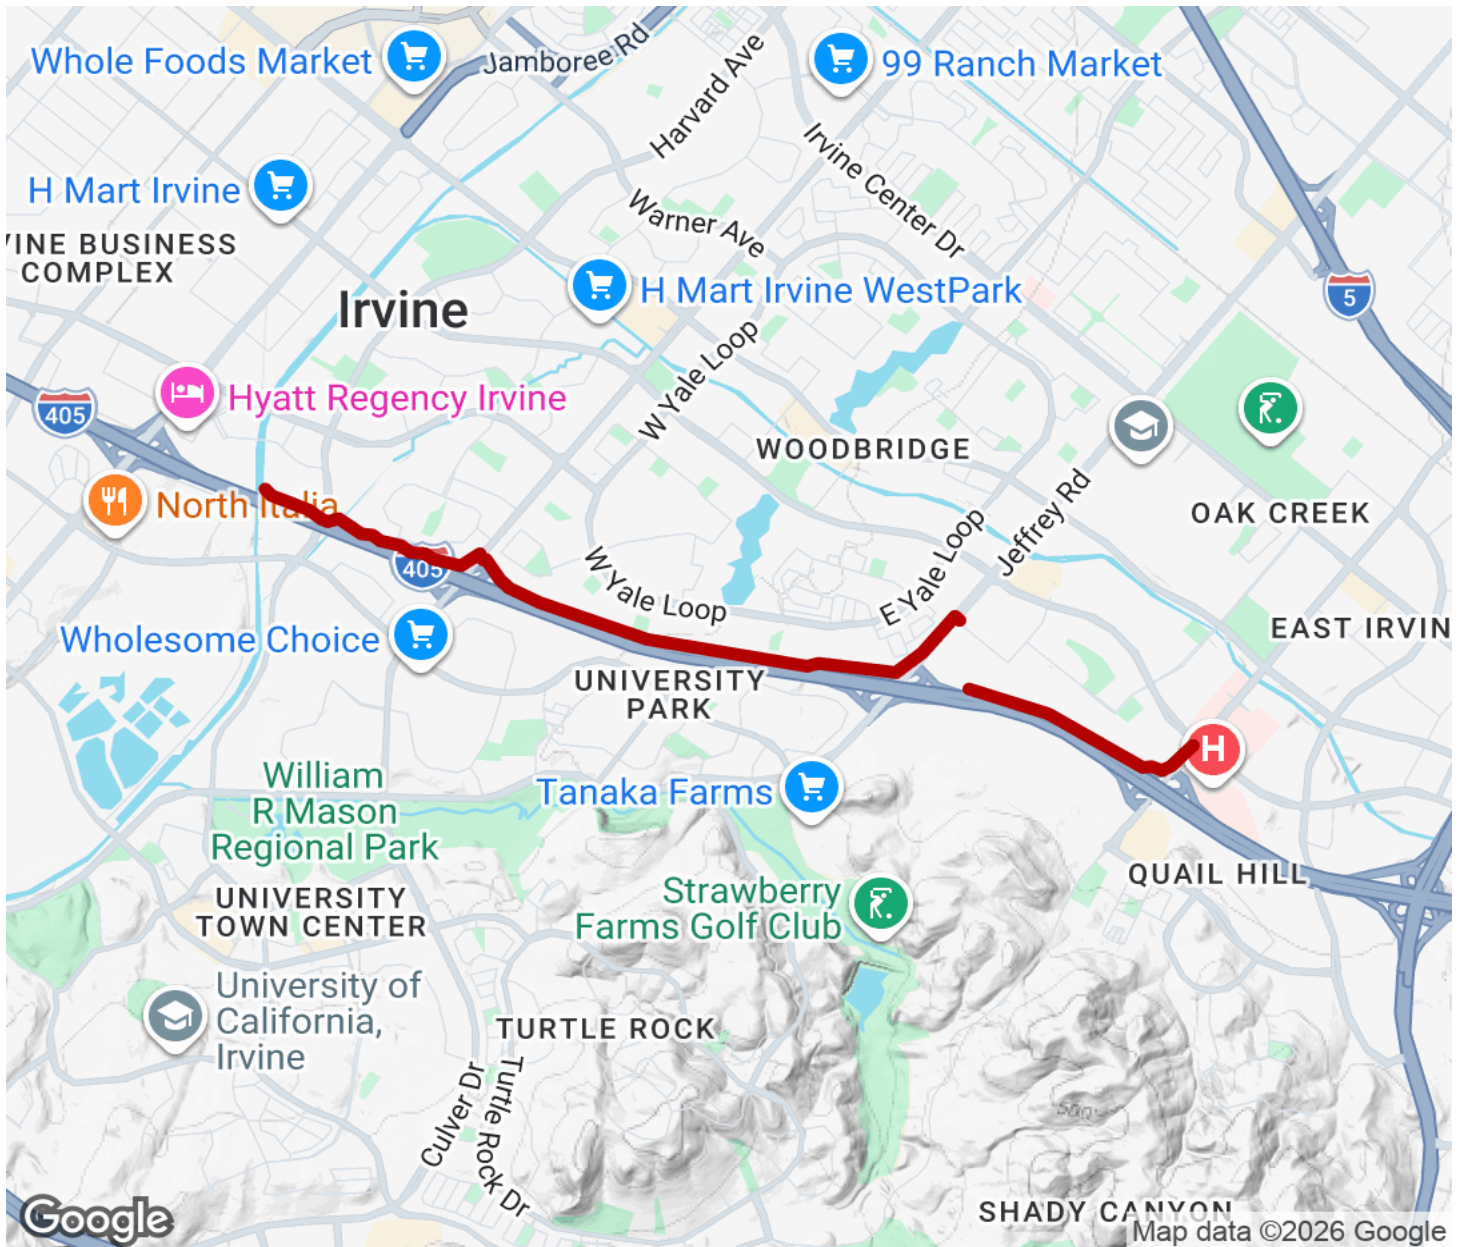 Whole Foods Market
Jamboree Rd
Harvard Ave
99 Ranch Market
Irvine Center Dr
H Mart Irvine
Warner Ave
VINE BUSINESS
COMPLEX
Irvine
H Mart Irvine WestPark
5
W Yale Loop
405
Hyatt Regency Irvine
WOODBRIDGE
North Italia
Jeffrey Rd
OAK CREEK
405
W Yale Loop
E Yale Loop
Wholesome Choice
EAST IRVIN
UNIVERSITY
PARK
H
William
R Mason
Regional Park
Tanaka Farms
QUAIL HILL
UNIVERSITY
TOWN CENTER
Strawberry
Farms Golf Club
University of
California,
Irvine
TURTLE ROCK
Culver Dr
Turtle Rock Dr
SHADY CANYON
Google
Map data ©2026 Google